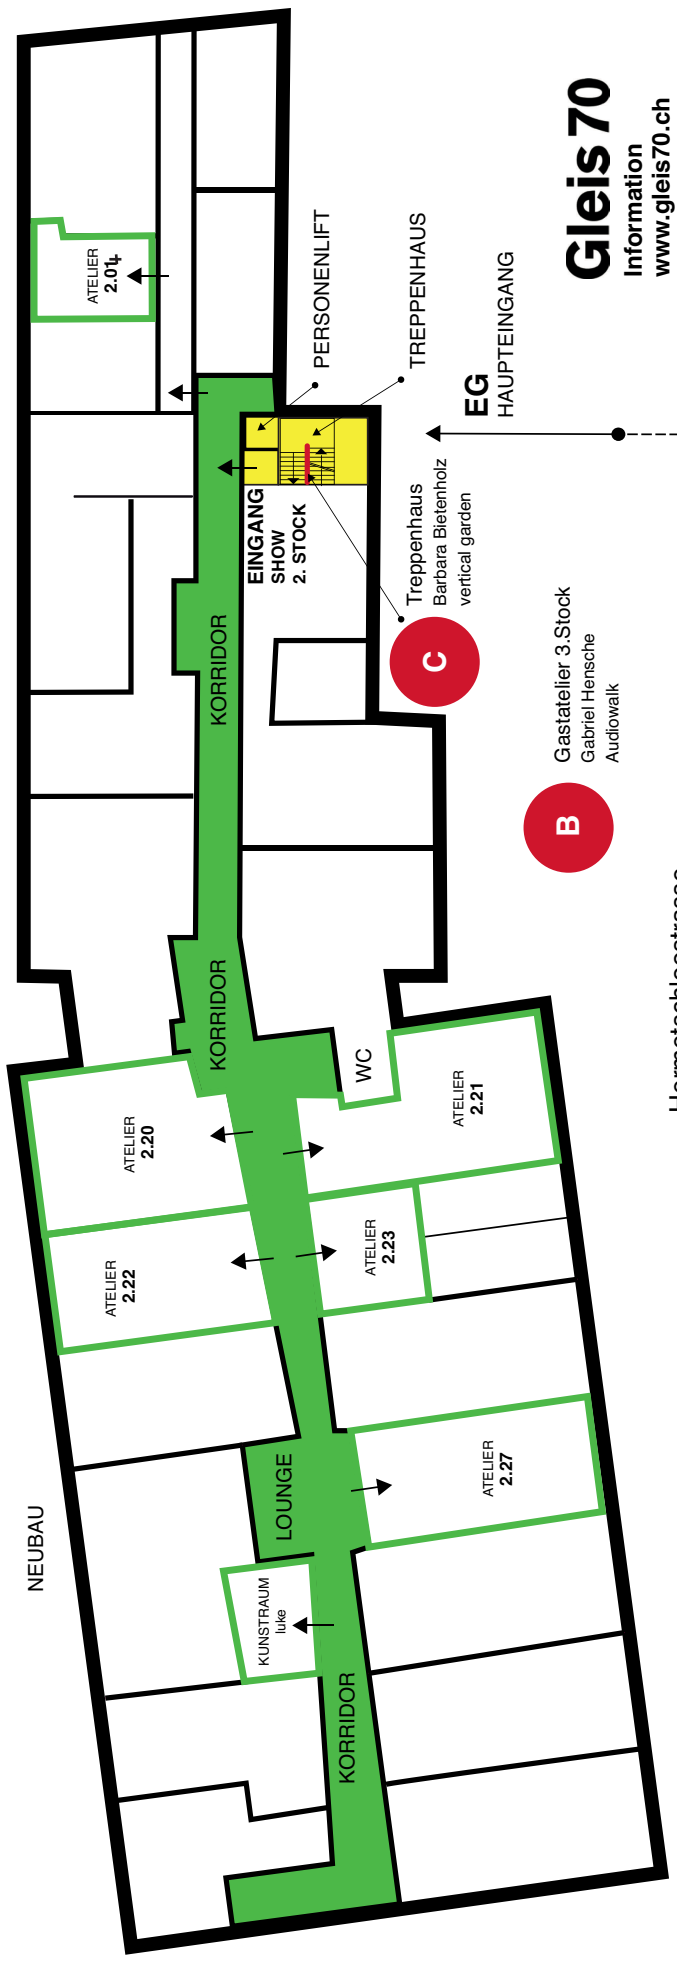 NEUBAU
ATELIER
2.22
ATELIER
2.20
ATELIER
KORRIDOR
LOUNGE
KUNSTRAUM
luke
KORRIDOR
KORRIDOR
EINGANG
SHOW
2. STOCK
PERSONENLIFT
TREPPENHAUS
WC
ATELIER
2.23
ATELIER
2.21
ATELIER
2.27
Treppenhaus
Barbara Bietenholz
vertical garden
C
EG
HAUPTEINGANG
B
Gastatelier 3.Stock
Gabriel Hensche
Audiowalk
Gleis 70
Information
www.gleis70.ch